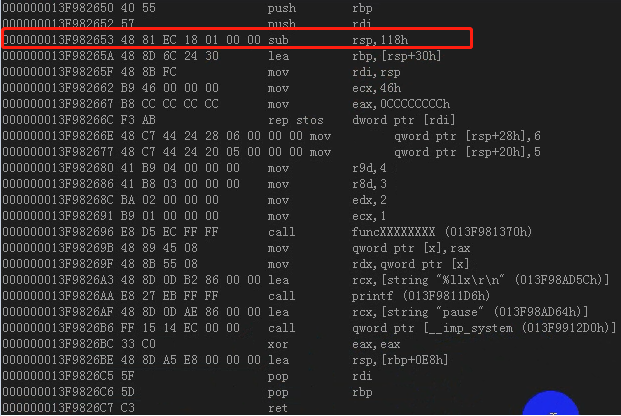 000000013F982650 40 55 push rbp
000000013F982652 57 push rdi
000000013F982653 48 81 EC 18 01 00 00 sub rsp,118h
000000013F98265A 48 8D 6C 24 30 lea rbp,[rsp+30h]
000000013F98265F 48 8B FC mov rdi,rsp
000000013F982662 B9 46 00 00 00 mov ecx,46h
000000013F982667 B8 CC CC CC CC mov eax,0CCCCCCCCh
000000013F98266C F3 AB rep stos dword ptr [rdi]
000000013F98266E 48 C7 44 24 28 06 00 00 00 mov qword ptr [rsp+28h],6
000000013F982677 48 C7 44 24 20 05 00 00 00 mov qword ptr [rsp+20h],5
000000013F982680 41 B9 04 00 00 00 mov r9d,4
000000013F982686 41 B8 03 00 00 00 mov r8d,3
000000013F98268C BA 02 00 00 00 mov edx,2
000000013F982691 B9 01 00 00 00 mov ecx,1
000000013F982696 E8 D5 EC FF FF call funcXXXXXXXX (013F981370h)
000000013F98269B 48 89 45 08 mov qword ptr [x],rax
000000013F98269F 48 8B 55 08 mov rdx,qword ptr [x]
000000013F9826A3 48 8D 0D B2 86 00 00 lea rcx,[string "%llx\r\n" (013F98AD5Ch)]
000000013F9826AA E8 27 EB FF FF call printf (013F9811D6h)
000000013F9826AF 48 8D 0D AE 86 00 00 lea rcx,[string "pause" (013F98AD64h)]
000000013F9826B6 FF 15 14 EC 00 00 call qword ptr [__imp_system (013F9912D0h)]
000000013F9826BC 33 C0 xor eax,eax
000000013F9826BE 48 8D A5 E8 00 00 00 lea rsp,[rbp+0E8h]
000000013F9826C5 5F pop rdi
000000013F9826C6 5D pop rbp
000000013F9826C7 C3 ret